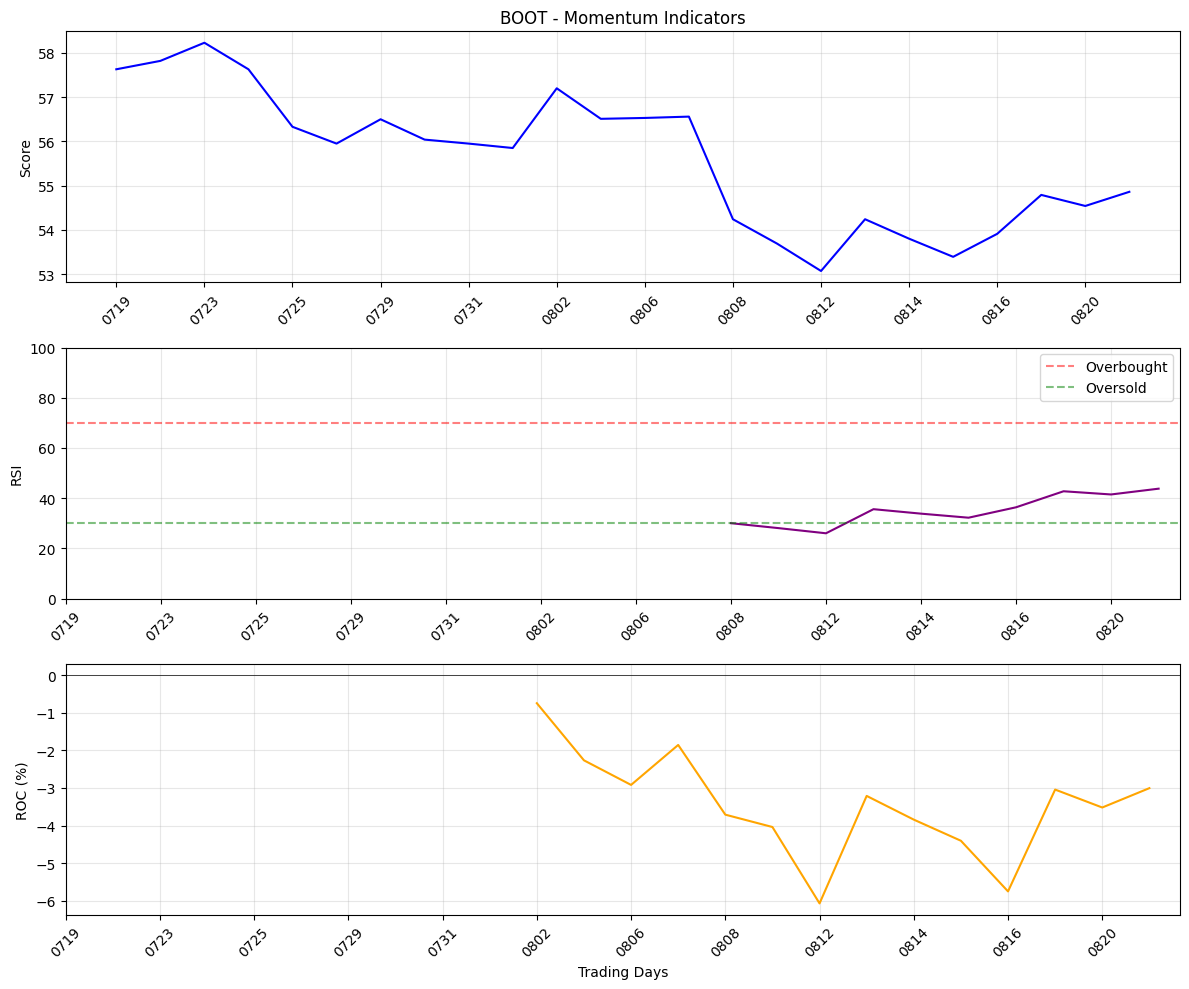 BOOT - Momentum Indicators
Score
58
57
56
55
54
53
0719 0723 0725 0729 0731 0802 0806 0808 0812 0814 0816 0820
RSI
100
80
60
40
20
0
Overbought
Oversold
0719 0723 0725 0729 0731 0802 0806 0808 0812 0814 0816 0820
ROC (%)
0
−1
−2
−3
−4
−5
−6
0719 0723 0725 0729 0731 0802 0806 0808 0812 0814 0816 0820
Trading Days